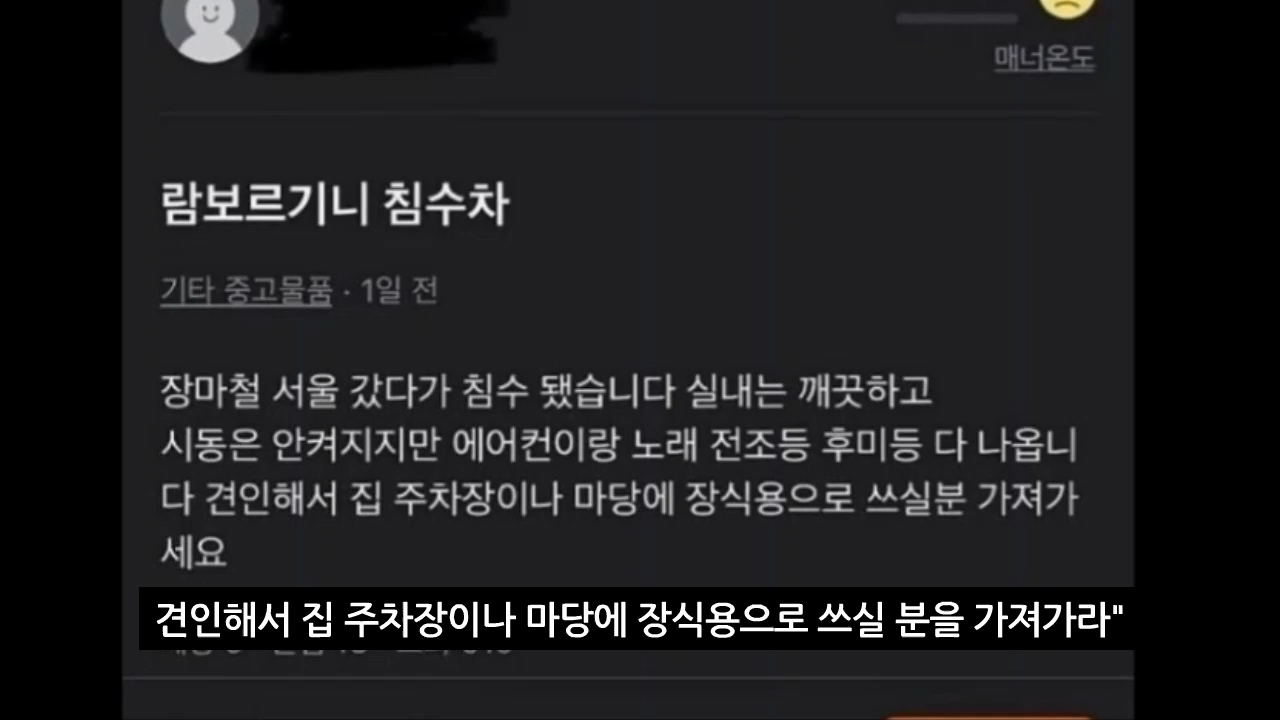 매너온도
람보르기니 침수차
기타 중고물품 · 1일 전
장마철 서울 갔다가 침수 됐습니다 실내는 깨끗하고
시동은 안켜지지만 에어컨이랑 노래 전조등 후미등 다 나옵니
다 견인해서 집 주차장이나 마당에 장식용으로 쓰실분 가져가
세요
견인해서 집 주차장이나 마당에 장식용으로 쓰실 분을 가져가라"